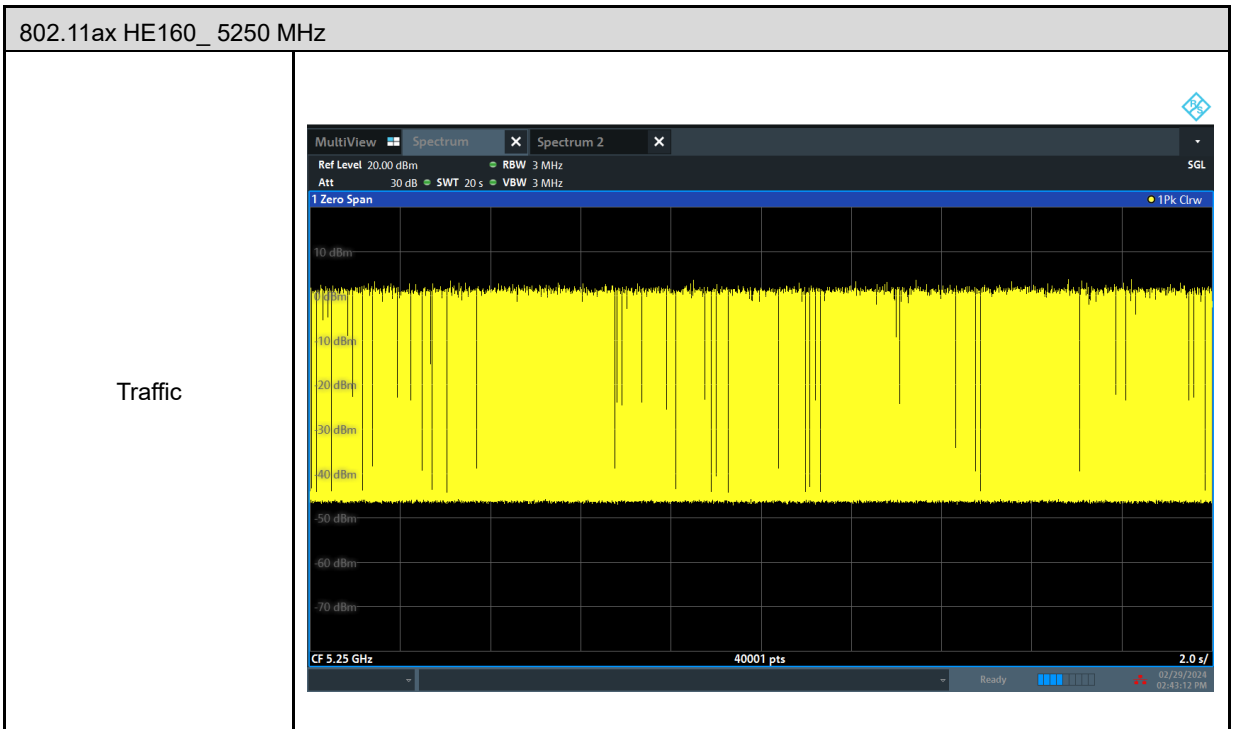 802.11ax HE160_ 5250 MHz
Traffic
R S
MultiView Spectrum X Spectrum 2 X
Ref Level 20.00 dBm RBW 3 MHz SGL
Att 30 dB SWT 20 s VBW 3 MHz
1 Zero Span 1Pk Clrw
10 dBm
0 dBm
-10 dBm
-20 dBm
-30 dBm
-40 dBm
-50 dBm
-60 dBm
-70 dBm
CF 5.25 GHz 40001 pts 2.0 s/
Ready 02/29/2024
02:43:12 PM